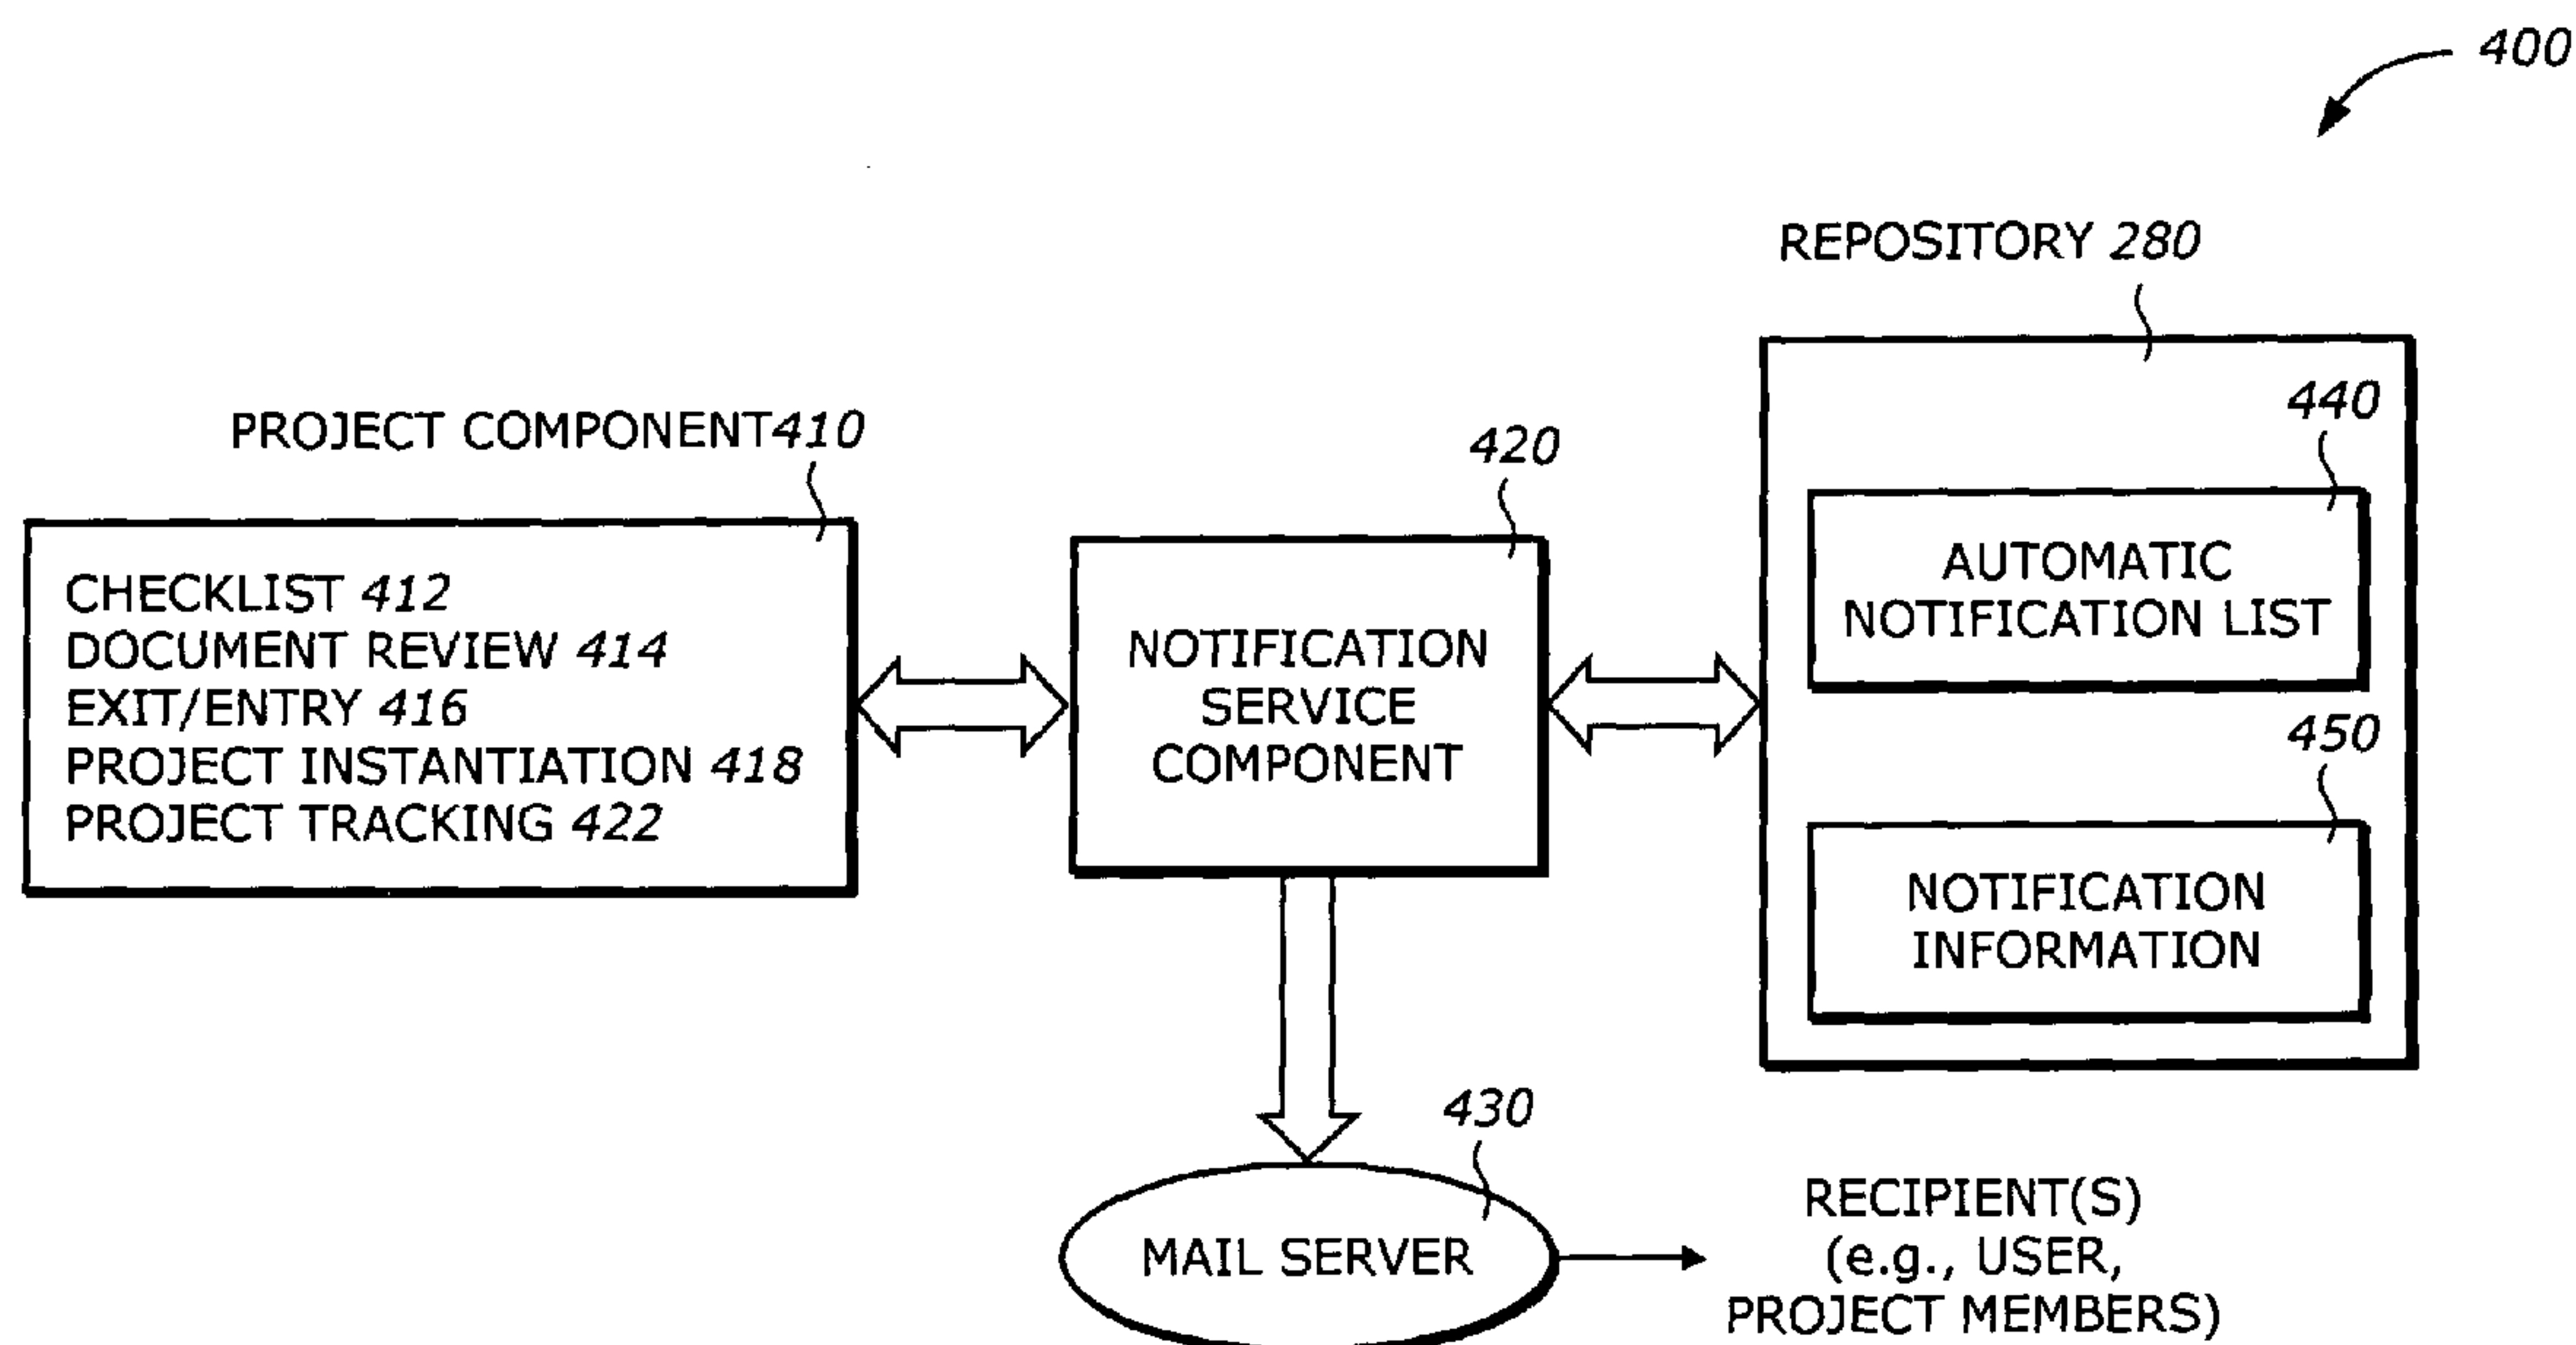 400
REPOSITORY 280
PROJECT COMPONENT410
CHECKLIST 412
DOCUMENT REVIEW 414
EXIT/ENTRY 416
PROJECT INSTANTIATION 418
PROJECT TRACKING 422
420
NOTIFICATION
SERVICE
COMPONENT
440
AUTOMATIC
NOTIFICATION LIST
450
NOTIFICATION
INFORMATION
430
MAIL SERVER
RECIPIENT(S)
(e.g., USER,
PROJECT MEMBERS)